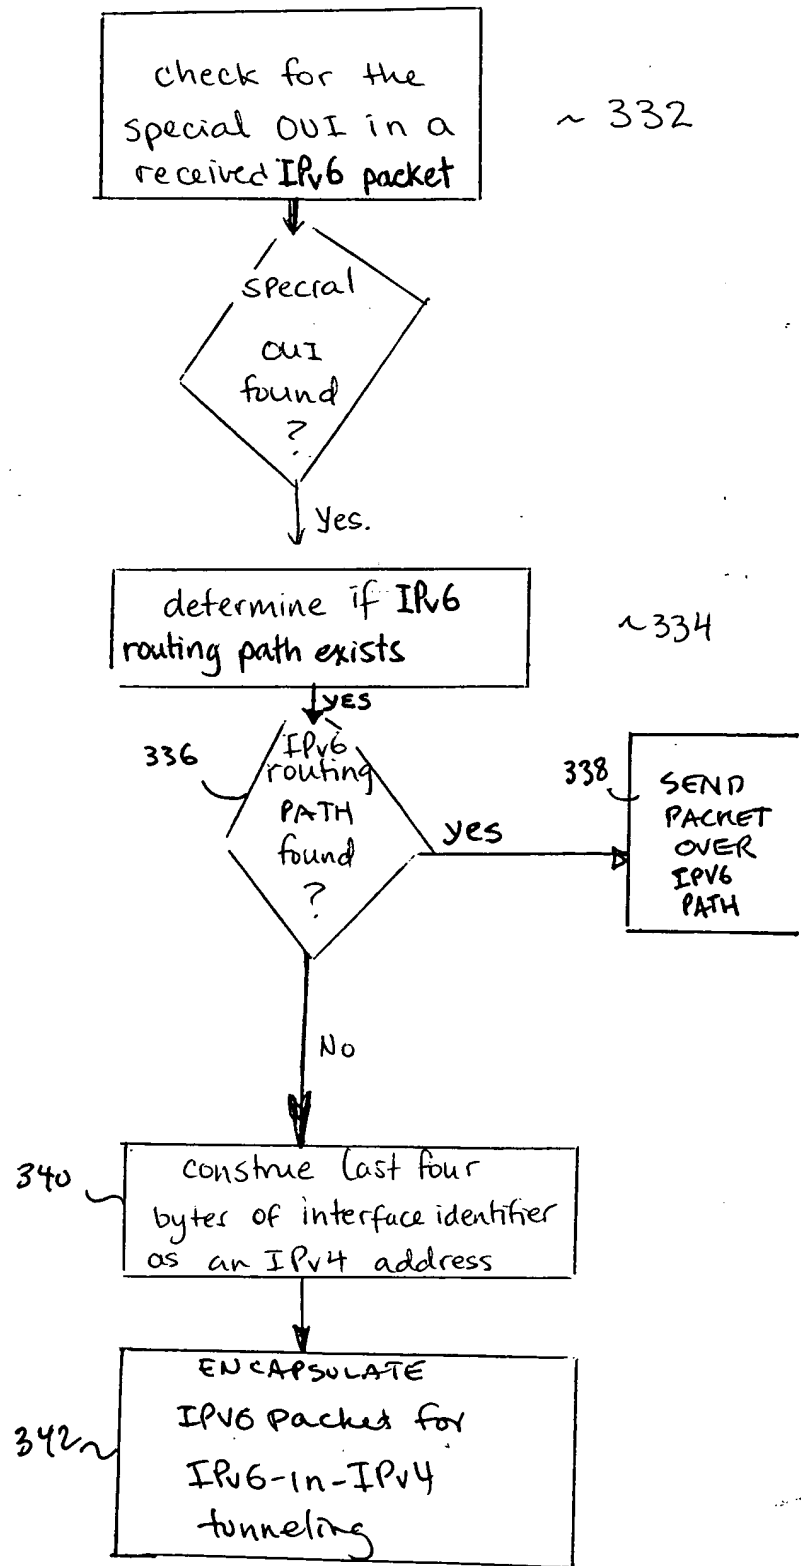 check for the
special OUI in a
received IPv6 packet
~ 332
special
OUI
found
?
Yes.
determine if IPv6
routing path exists
~334
YES
336
IPv6
routing
PATH
found
?
yes
338
SEND
PACKET
OVER
IPV6
PATH
No
340
construe last four
bytes of interface identifier
as an IPv4 address
342
ENCAPSULATE
IPV6 packet for
IPv6-in-IPv4
tunneling